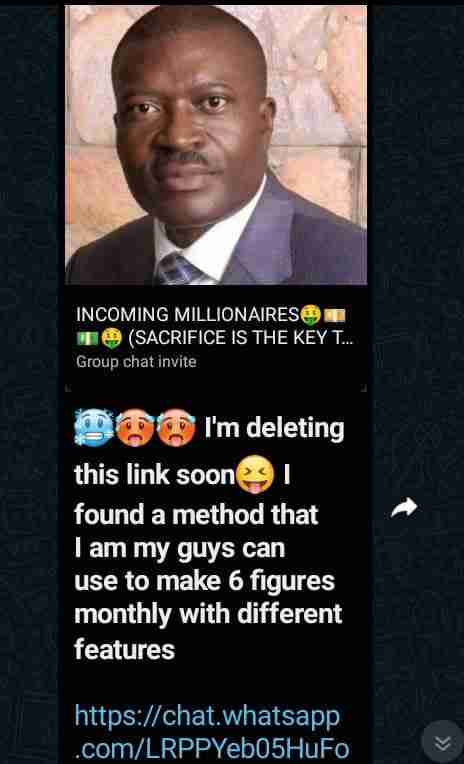 INCOMING MILLIONAIRES🤑💴
💵🤑 (SACRIFICE IS THE KEY T...
Group chat invite
🥶🥵🥵 I'm deleting
this link soon😝 I
found a method that
I am my guys can
use to make 6 figures
monthly with different
features
https://chat.whatsapp
.com/LRPPYeb05HuFo